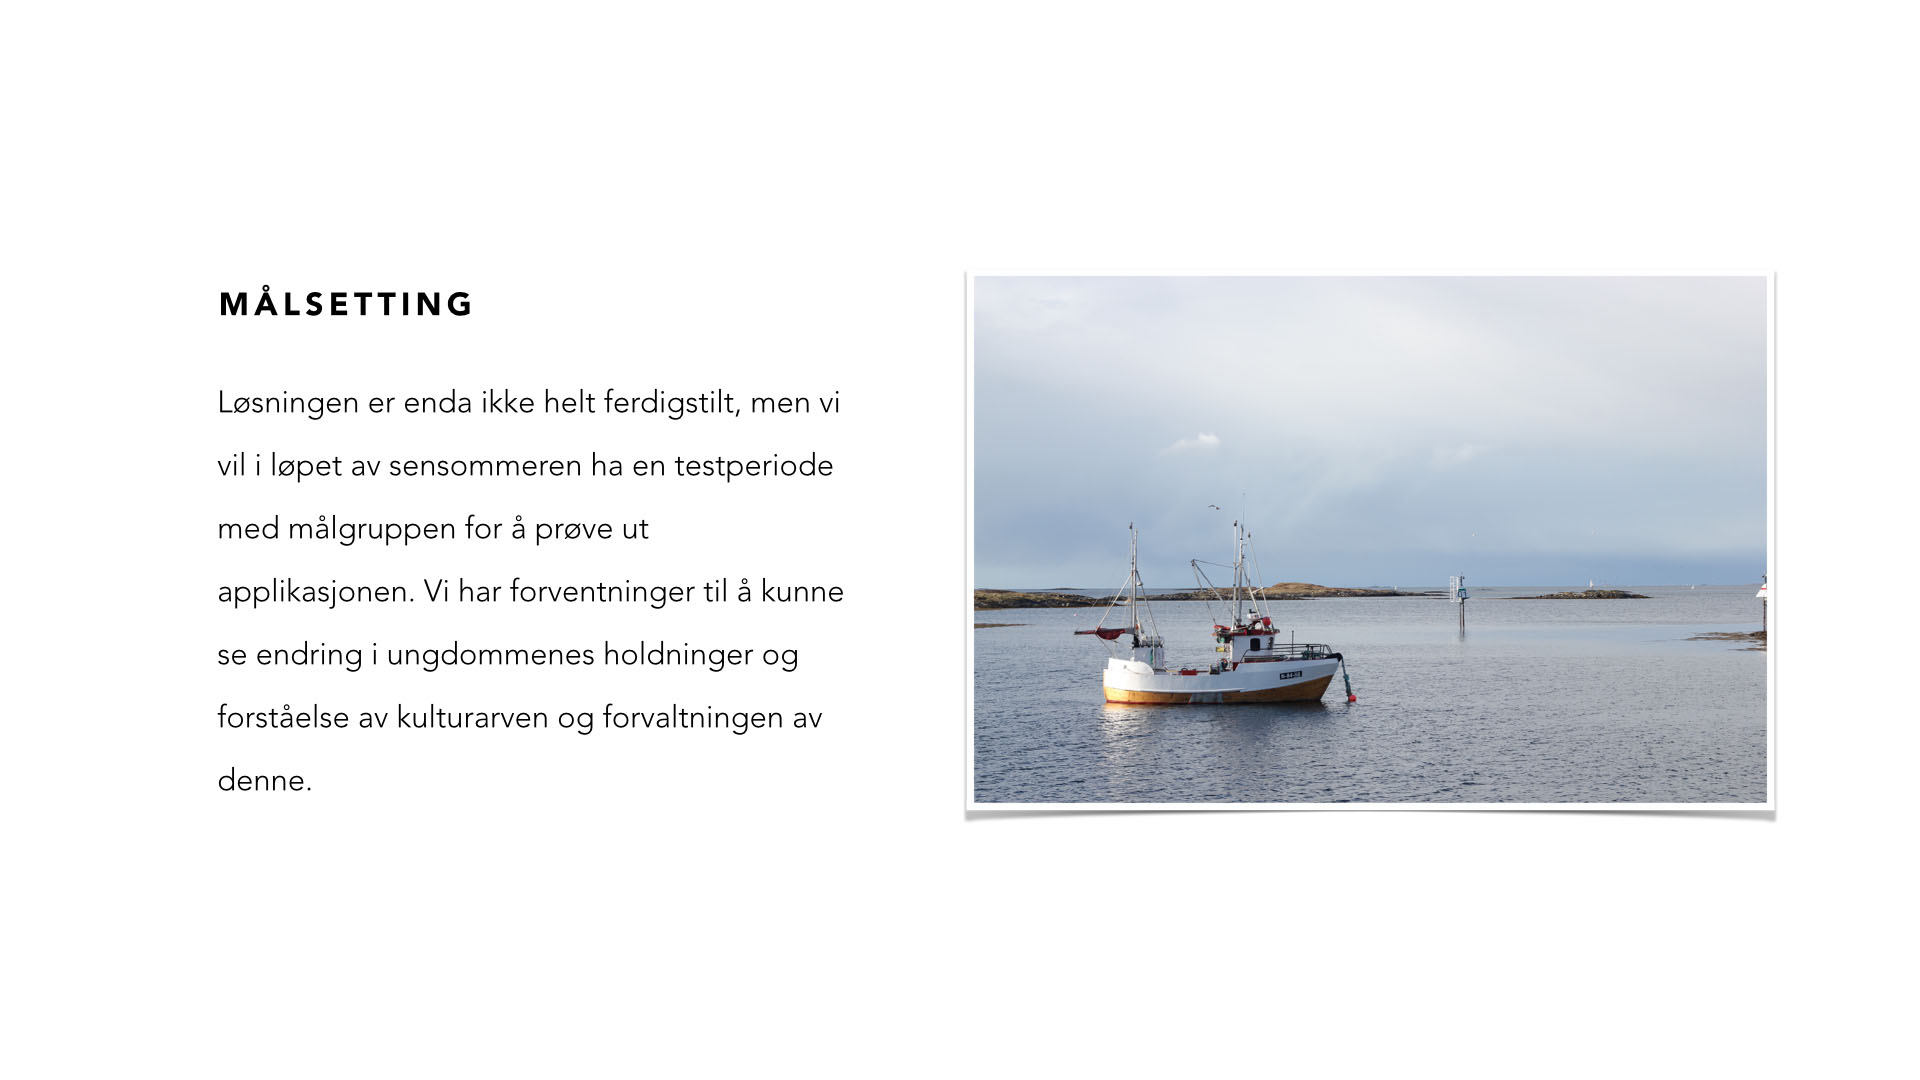 MÅLSETTING
Løsningen er enda ikke helt ferdigstilt, men vi
vil i løpet av sensommeren ha en testperiode
med målgruppen for å prøve ut
applikasjonen. Vi har forventninger til å kunne
se endring i ungdommenes holdninger og
forståelse av kulturarven og forvaltningen av
denne.